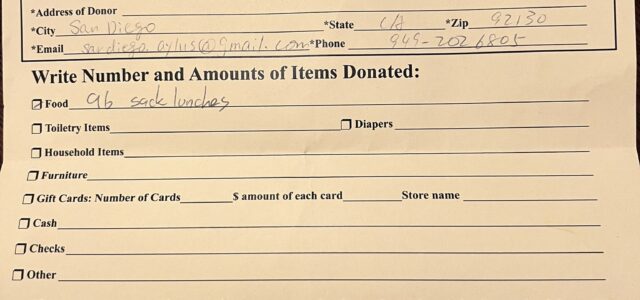 *Address of Donor
*City San Diego *State CA *Zip 92130
*Email sandiego.aylus@gmail.com *Phone 949-202 6805
Write Number and Amounts of Items Donated:
Food 96 sack lunches
Toiletry Items Diapers
Household Items
Furniture
Gift Cards: Number of Cards $ amount of each card Store name
Cash
Checks
Other